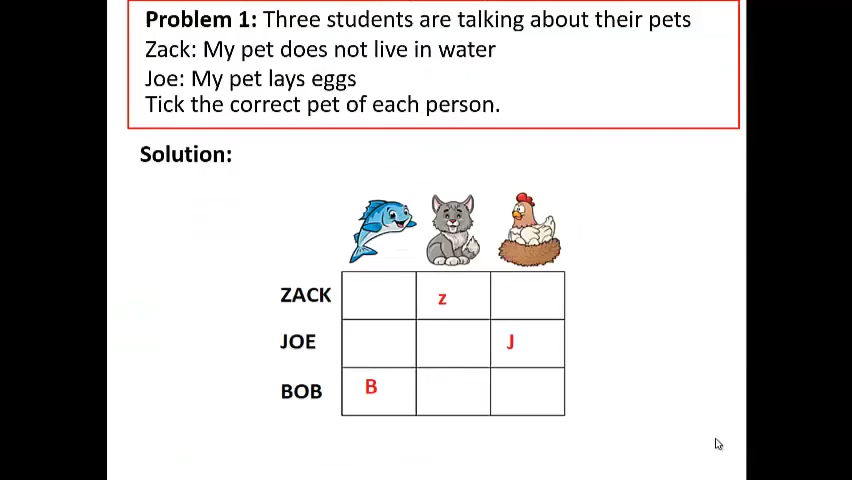 Problem 1: Three students are talking about their pets
Zack: My pet does not live in water
Joe: My pet lays eggs
Tick the correct pet of each person.
Solution:
ZACK z
JOE J
BOB B